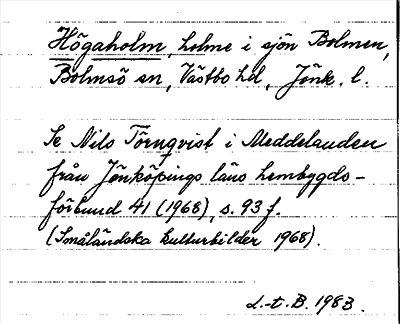 Högaholm, holme i sjön Bolmen,
Bolmsö sn, Västbo hd, Jönk. l.
Se Nils Törnqvist i Meddelanden
från Jönköpings läns hembygds-
förbund 41 (1968), s. 93 f.
(Småländska kulturbilder 1968).
L.-t. B. 1983.